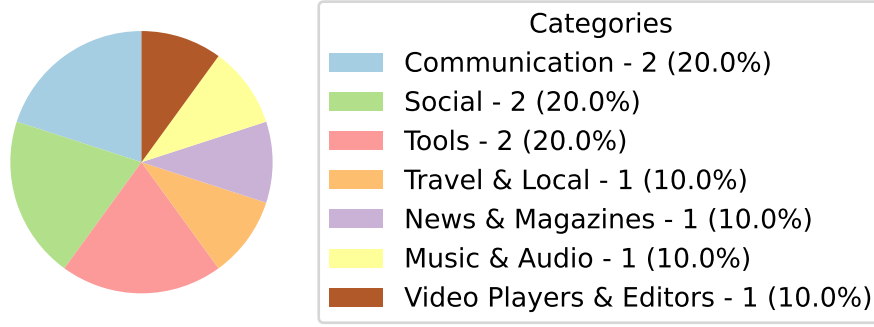 Categories
Communication - 2 (20.0%)
Social - 2 (20.0%)
Tools - 2 (20.0%)
Travel & Local - 1 (10.0%)
News & Magazines - 1 (10.0%)
Music & Audio - 1 (10.0%)
Video Players & Editors - 1 (10.0%)